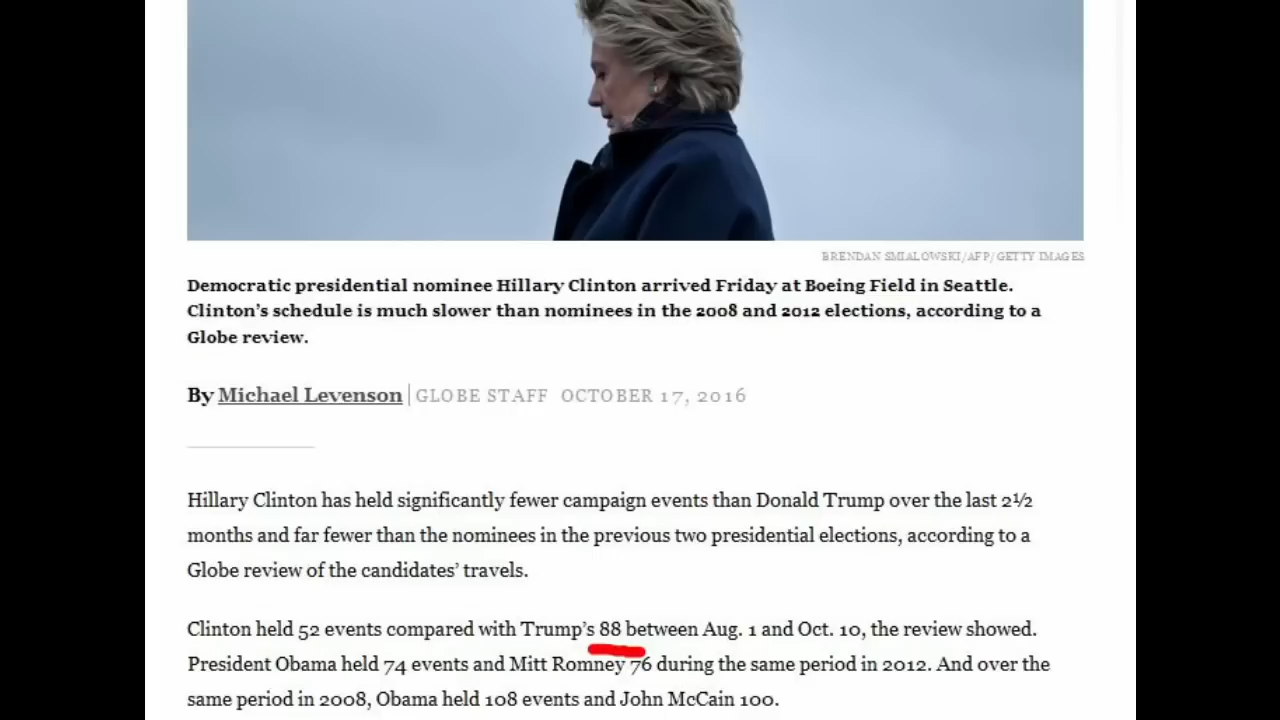 BRENDAN SMIALOWSKI/AFP/GETTY IMAGES
Democratic presidential nominee Hillary Clinton arrived Friday at Boeing Field in Seattle.
Clinton's schedule is much slower than nominees in the 2008 and 2012 elections, according to a
Globe review.
By Michael Levenson | GLOBE STAFF OCTOBER 17, 2016
Hillary Clinton has held significantly fewer campaign events than Donald Trump over the last 2½
months and far fewer than the nominees in the previous two presidential elections, according to a
Globe review of the candidates' travels.
Clinton held 52 events compared with Trump's 88 between Aug. 1 and Oct. 10, the review showed.
President Obama held 74 events and Mitt Romney 76 during the same period in 2012. And over the
same period in 2008, Obama held 108 events and John McCain 100.